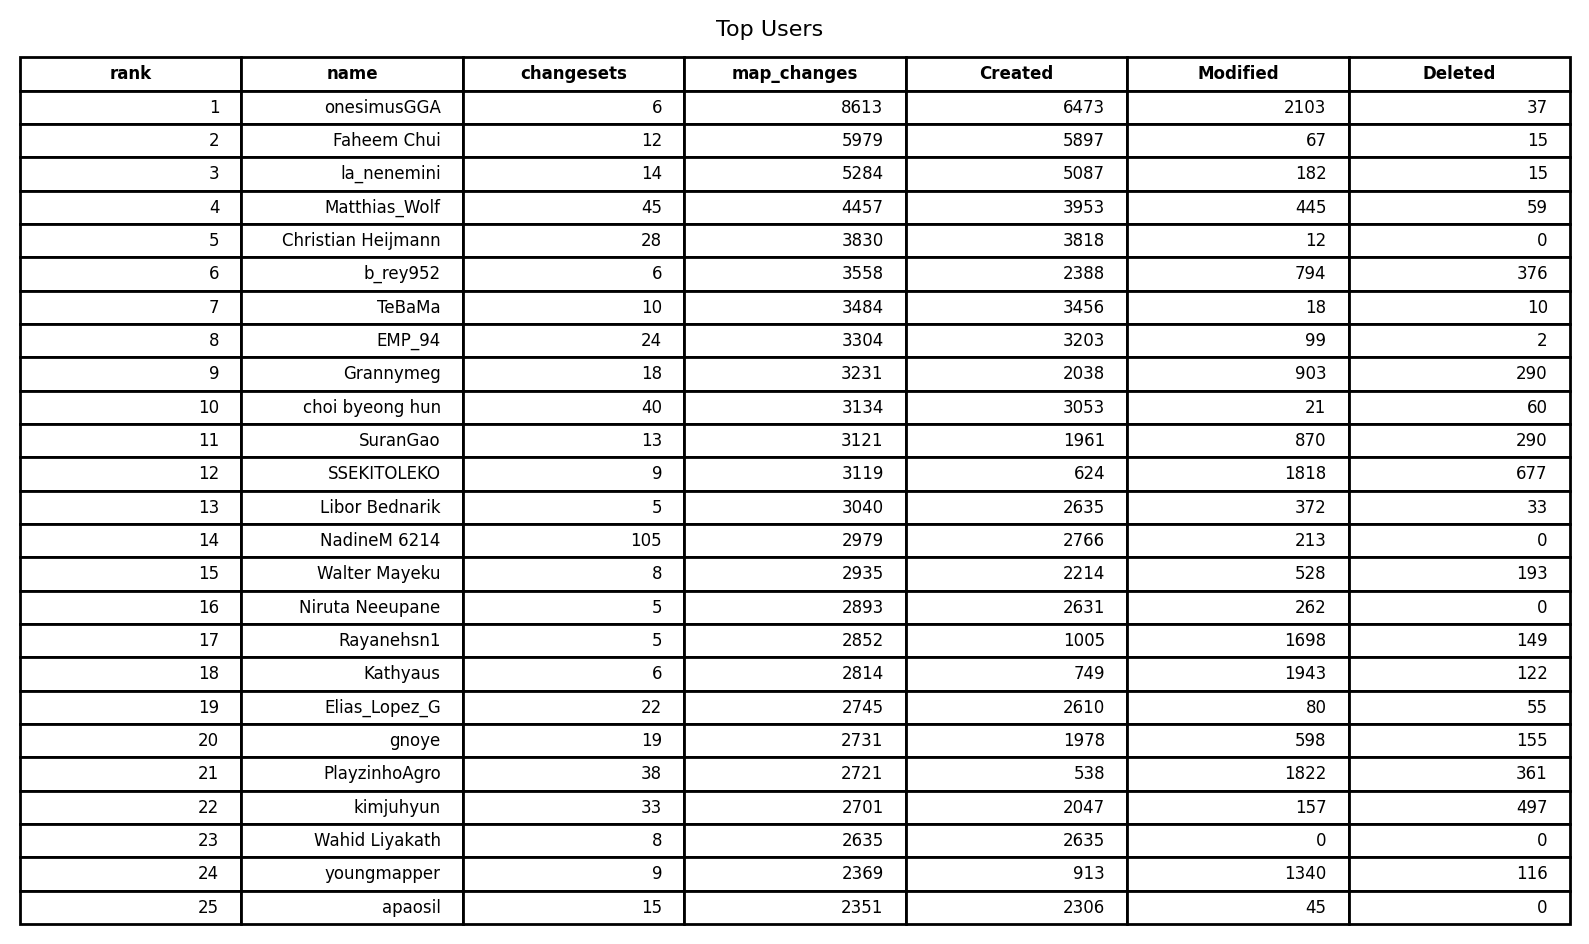 Top Users
rank name changesets map_changes Created Modified Deleted
1 onesimusGGA 6 8613 6473 2103 37
2 Faheem Chui 12 5979 5897 67 15
3 la_nenemini 14 5284 5087 182 15
4 Matthias_Wolf 45 4457 3953 445 59
5 Christian Heijmann 28 3830 3818 12 0
6 b_rey952 6 3558 2388 794 376
7 TeBaMa 10 3484 3456 18 10
8 EMP_94 24 3304 3203 99 2
9 Grannymeg 18 3231 2038 903 290
10 choi byeong hun 40 3134 3053 21 60
11 SuranGao 13 3121 1961 870 290
12 SSEKITOLEKO 9 3119 624 1818 677
13 Libor Bednarik 5 3040 2635 372 33
14 NadineM 6214 105 2979 2766 213 0
15 Walter Mayeku 8 2935 2214 528 193
16 Niruta Neeupane 5 2893 2631 262 0
17 Rayanehsn1 5 2852 1005 1698 149
18 Kathyaus 6 2814 749 1943 122
19 Elias_Lopez_G 22 2745 2610 80 55
20 gnoye 19 2731 1978 598 155
21 PlayzinhoAgro 38 2721 538 1822 361
22 kimjuhyun 33 2701 2047 157 497
23 Wahid Liyakath 8 2635 2635 0 0
24 youngmapper 9 2369 913 1340 116
25 apaosil 15 2351 2306 45 0